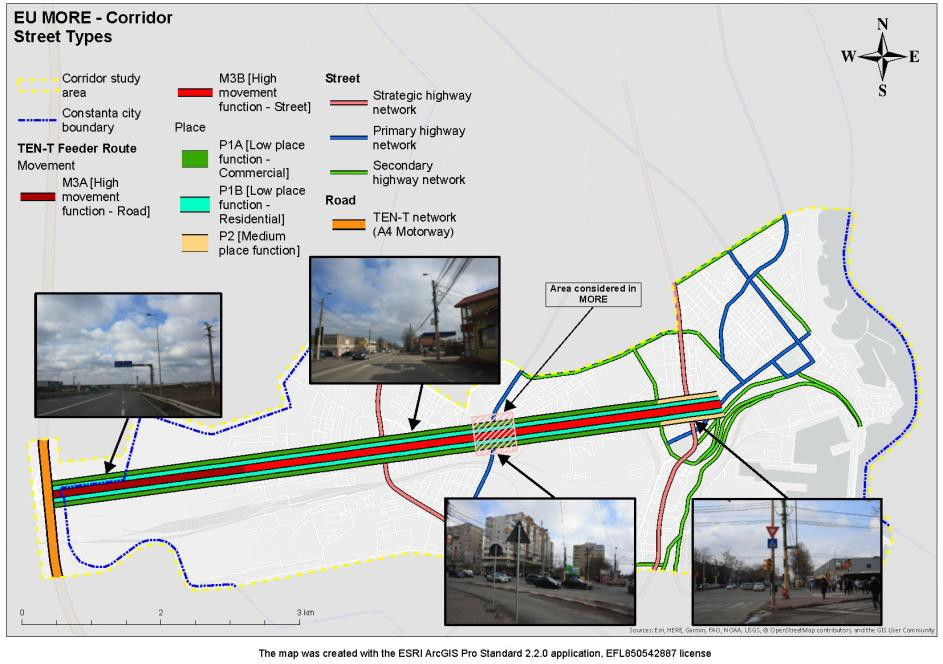 EU MORE - Corridor
Street Types
N
W E
S
Corridor study
area
Constanta city
boundary
TEN-T Feeder Route
Movement
M3A [High
movement
function - Road]
M3B [High
movement
function - Street]
Place
P1A [Low place
function -
Commercial]
P1B [Low place
function -
Residential]
P2 [Medium
place function]
Street
Strategic highway
network
Primary highway
network
Secondary
highway network
Road
TEN-T network
(A4 Motorway)
Area considered in
MORE
0 2 3 km
Sources: Esri, HERE, Garmin, FAO, NOAA, USGS, © OpenStreetMap contributors, and the GIS User Community
The map was created with the ESRI ArcGIS Pro Standard 2.2.0 application, EFL850542887 license